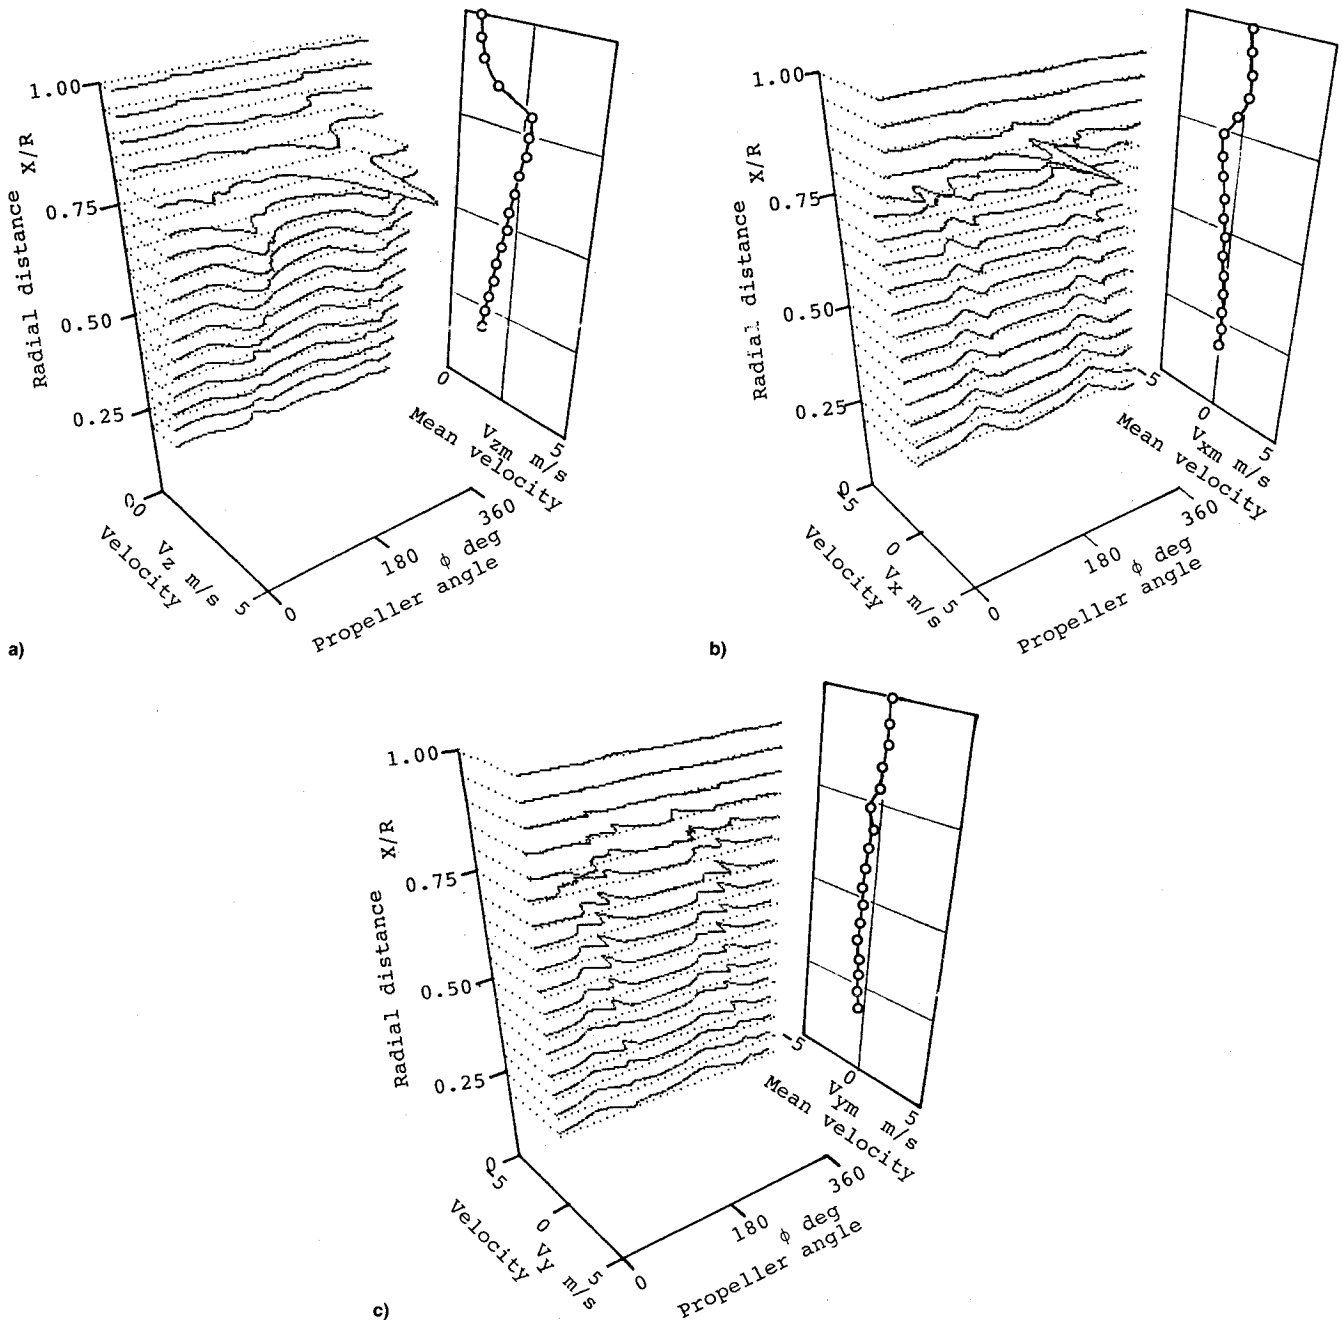 1.00
0.75
0.50
0.25
0
Radial distance X/R
0
Vz m/s
Velocity
5
0
180
360
φ deg
Propeller angle
0
Vzm m/s
5
Mean velocity
a)
1.00
0.75
0.50
0.25
0
Radial distance X/R
-5
0
Vx m/s
Velocity
5
0
180
360
φ deg
Propeller angle
-5
0
Vxm m/s
5
Mean velocity
b)
1.00
0.75
0.50
0.25
0
Radial distance X/R
-5
0
Vy m/s
Velocity
5
0
180
360
φ deg
Propeller angle
-5
0
Vym m/s
5
Mean velocity
c)